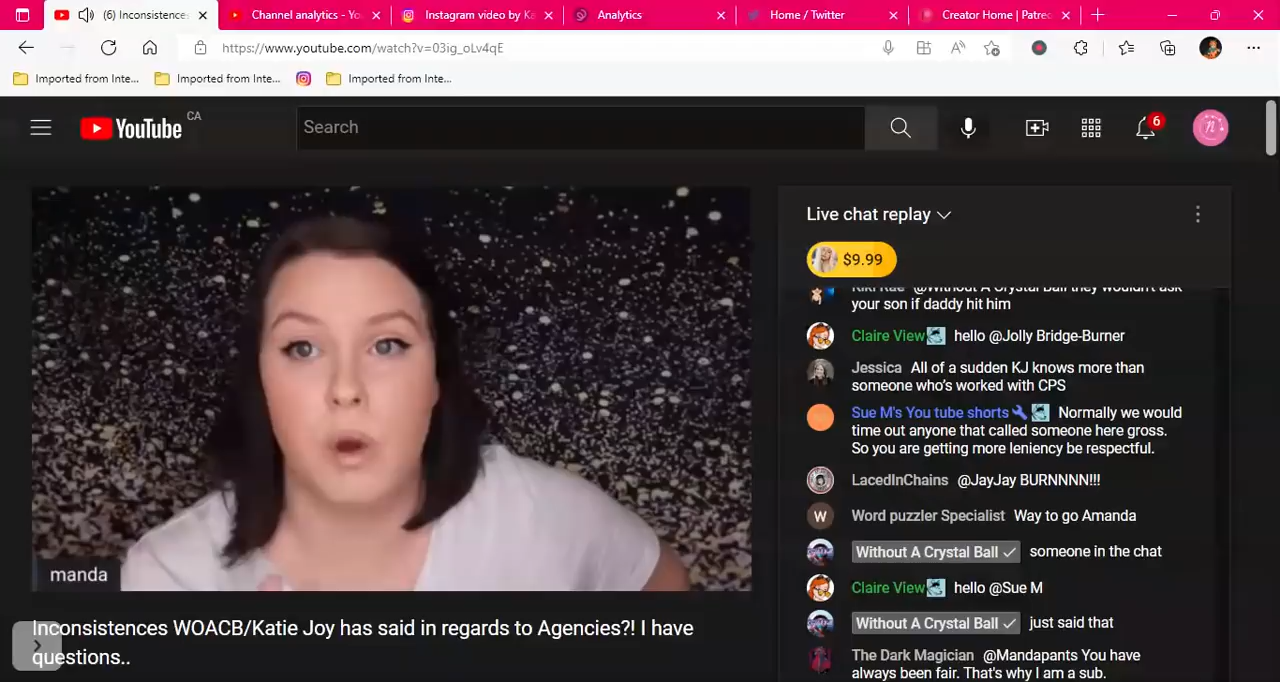 (6) Inconsistences
Channel analytics - Yo
Instagram video by Ka
Analytics
Home / Twitter
Creator Home | Patreo
https://www.youtube.com/watch?v=03ig_oLv4qE
Imported from Inte...
Imported from Inte...
Imported from Inte...
YouTube CA
Search
6
Live chat replay
$9.99
Kiki Rae @Without A Crystal Ball they wouldn't ask
your son if daddy hit him
Claire View hello @Jolly Bridge-Burner
Jessica All of a sudden KJ knows more than
someone who's worked with CPS
Sue M's You tube shorts Normally we would
time out anyone that called someone here gross.
So you are getting more leniency be respectful.
LacedInChains @JayJay BURNNNN!!!
W Word puzzler Specialist Way to go Amanda
Without A Crystal Ball someone in the chat
Claire View hello @Sue M
Without A Crystal Ball just said that
The Dark Magician @Mandapants You have
always been fair. That's why I am a sub.
manda
Inconsistences WOACB/Katie Joy has said in regards to Agencies?! I have
questions..